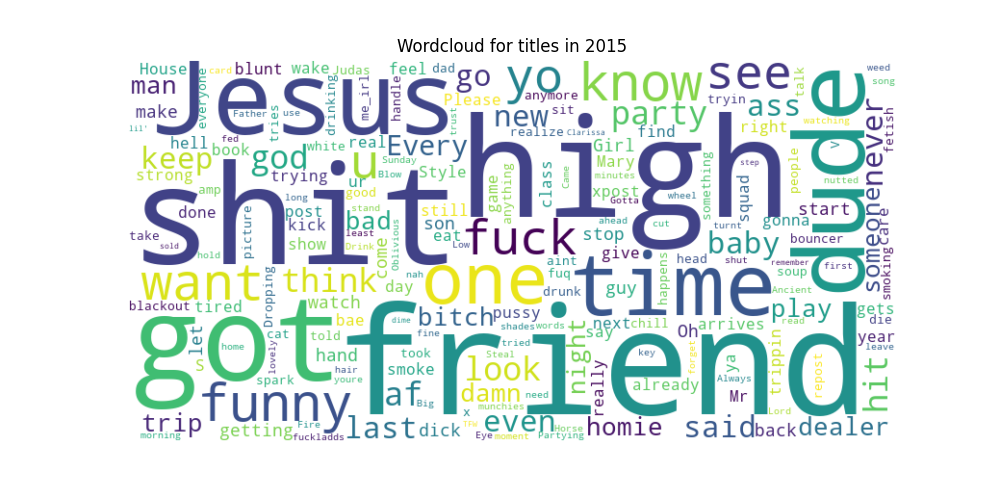 Wordcloud for titles in 2015
House card blunt wake Judas feel dad Jesus go yo know see weed
man everyone drinking me_irl handle Please anymore tryin talk song
make tries Father use new sit party ass right watching
lil' hell fed white real Every trust realize Clarissa find V fetish
keep book god u Style Sunday Blow game class Girl Mary minutes people dude someone never
strong amp trying ur good anything Came xpost something squad step nutted
shit high
done long post bad stand still son ahead Gotta wheel turnt gonna start care
take picture kick least Drink Oblivious eat fuck stop cut baby bouncer smoking
sold hold show come Low aint give happens head shut remember first
want Dropping think day nah one fuq drunk guy time soup Ancient
blackout tired watch bae dime bitch pussy next chill Oh arrives play gets die
got let cat told fine shades words say key read year
home hand took tried night forget ya trippin leave
S lovely spark hair youre smoke Steal look really already Always Mr repost hit
friend
funny af Big damn munchies need
trip getting Fire last dick x even Horse homie said Lord back dealer
morning fuckladds Eye TFW moment Partying